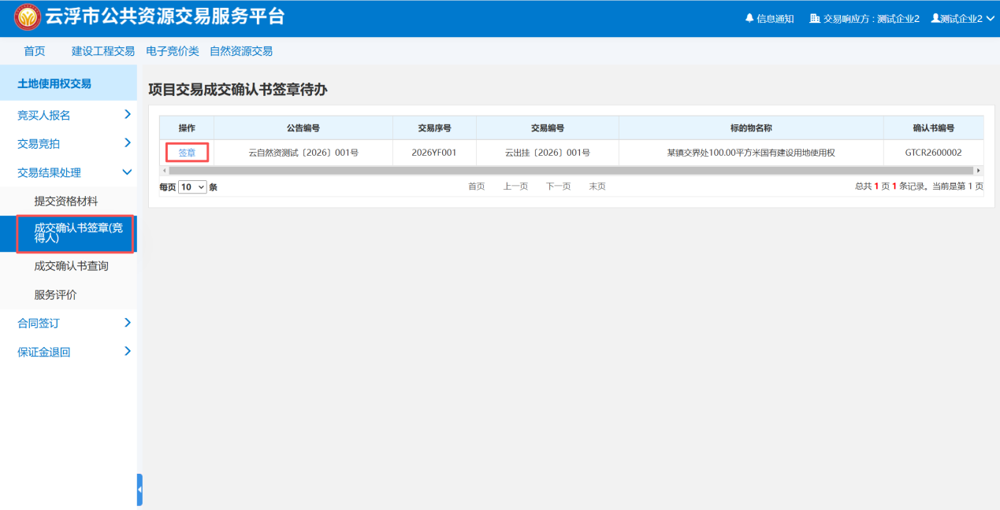 云浮市公共资源交易服务平台
信息通知 交易响应方：测试企业2 测试企业2
首页 建设工程交易 电子竞价类 自然资源交易
土地使用权交易
竞买人报名
交易竞拍
交易结果处理
提交资格材料
成交确认书签章(竞
得人)
成交确认书查询
服务评价
合同签订
保证金退回
项目交易成交确认书签章待办
操作 公告编号 交易序号 交易编号 标的物名称 确认书编号
签章 云自然资测试〔2026〕001号 2026YF001 云出挂〔2026〕001号 某镇交界处100.00平方米国有建设用地使用权 GTCR2600002
每页 10 条 首页 上一页 下一页 末页 总共 1 页 1 条记录。当前是第 1 页